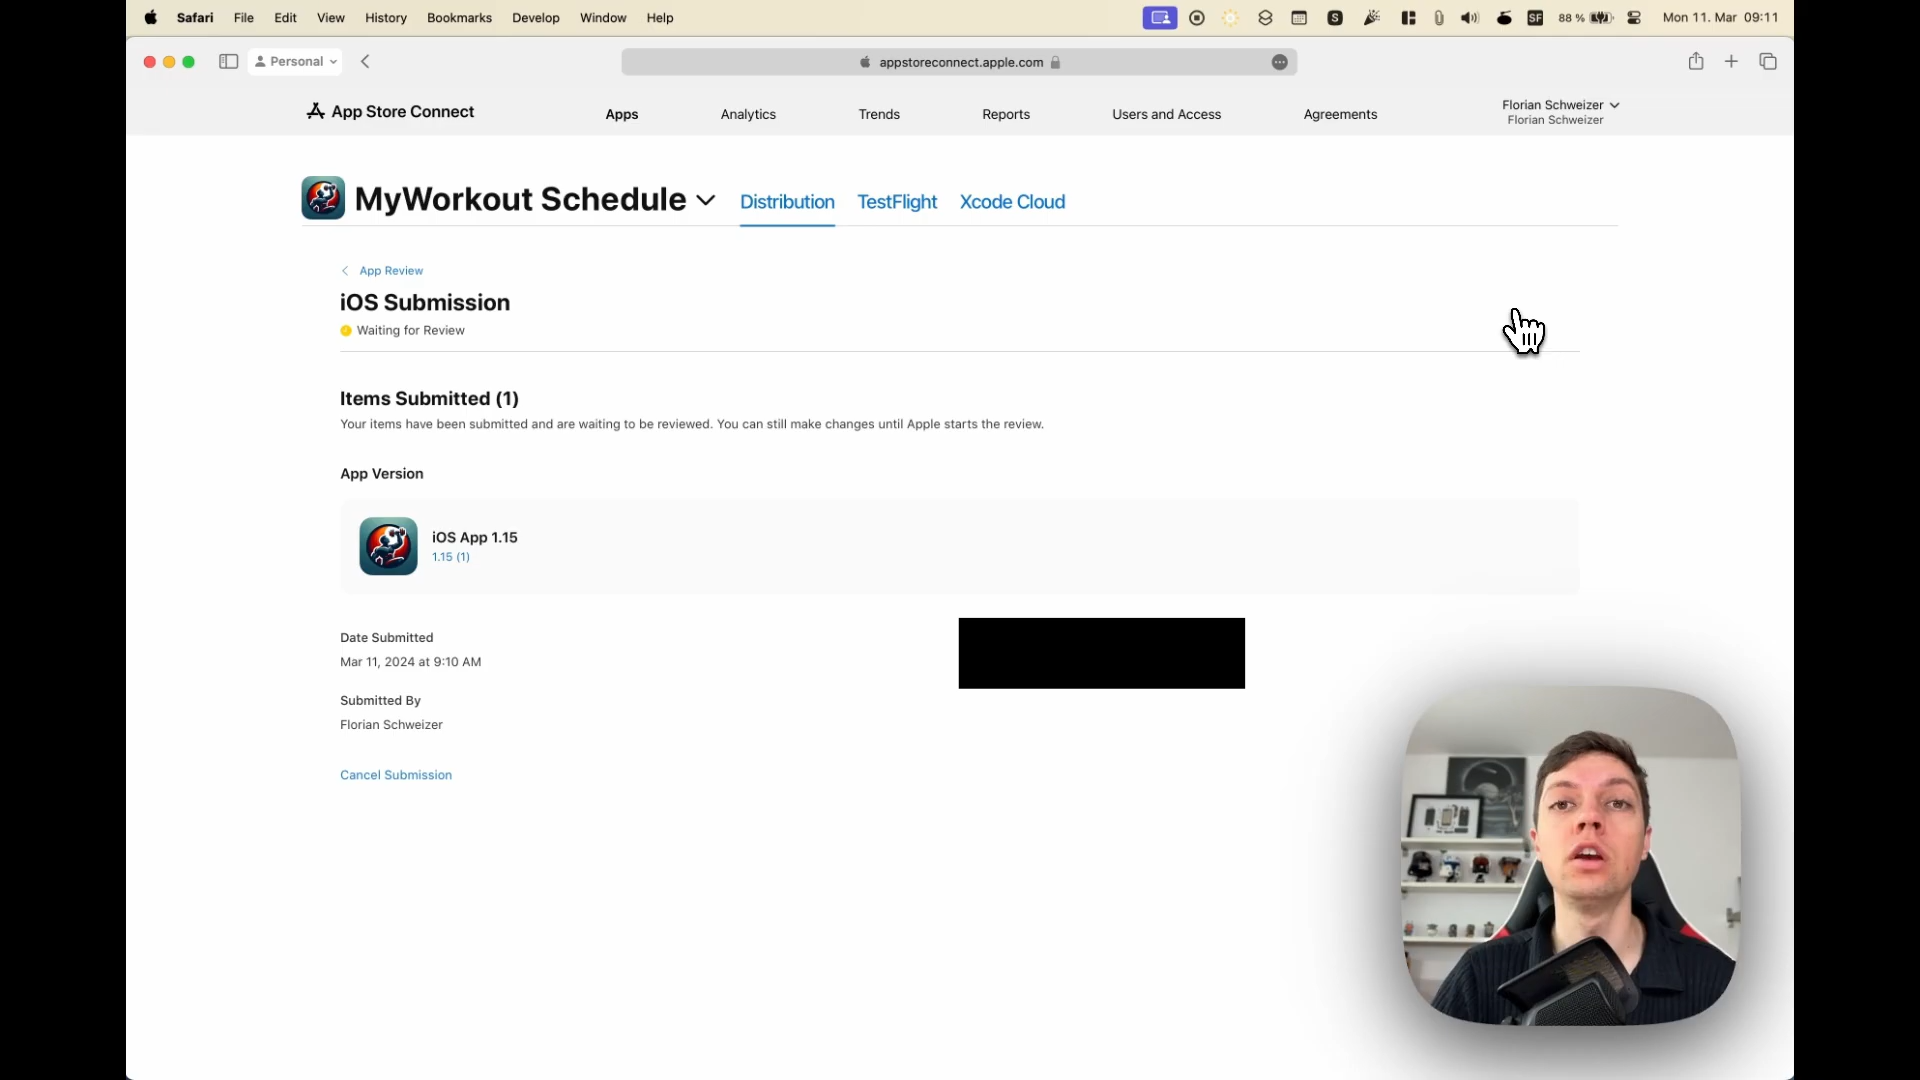 Safari File Edit View History Bookmarks Develop Window Help
S SF 88 % Mon 11. Mar 09:11
Personal
appstoreconnect.apple.com
App Store Connect Apps Analytics Trends Reports Users and Access Agreements
Florian Schweizer
Florian Schweizer
MyWorkout Schedule Distribution TestFlight Xcode Cloud
App Review
iOS Submission
Waiting for Review
Items Submitted (1)
Your items have been submitted and are waiting to be reviewed. You can still make changes until Apple starts the review.
App Version
iOS App 1.15
1.15 (1)
Date Submitted
Mar 11, 2024 at 9:10 AM
Submitted By
Florian Schweizer
Cancel Submission